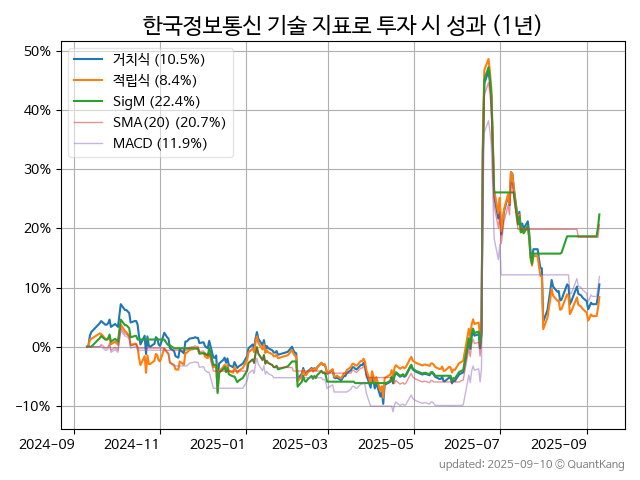 한국정보통신 기술 지표로 투자 시 성과 (1년)
50%
40%
30%
20%
10%
0%
−10%
거치식 (10.5%)
적립식 (8.4%)
SigM (22.4%)
SMA(20) (20.7%)
MACD (11.9%)
2024-09
2024-11
2025-01
2025-03
2025-05
2025-07
2025-09
updated: 2025-09-10 © QuantKang